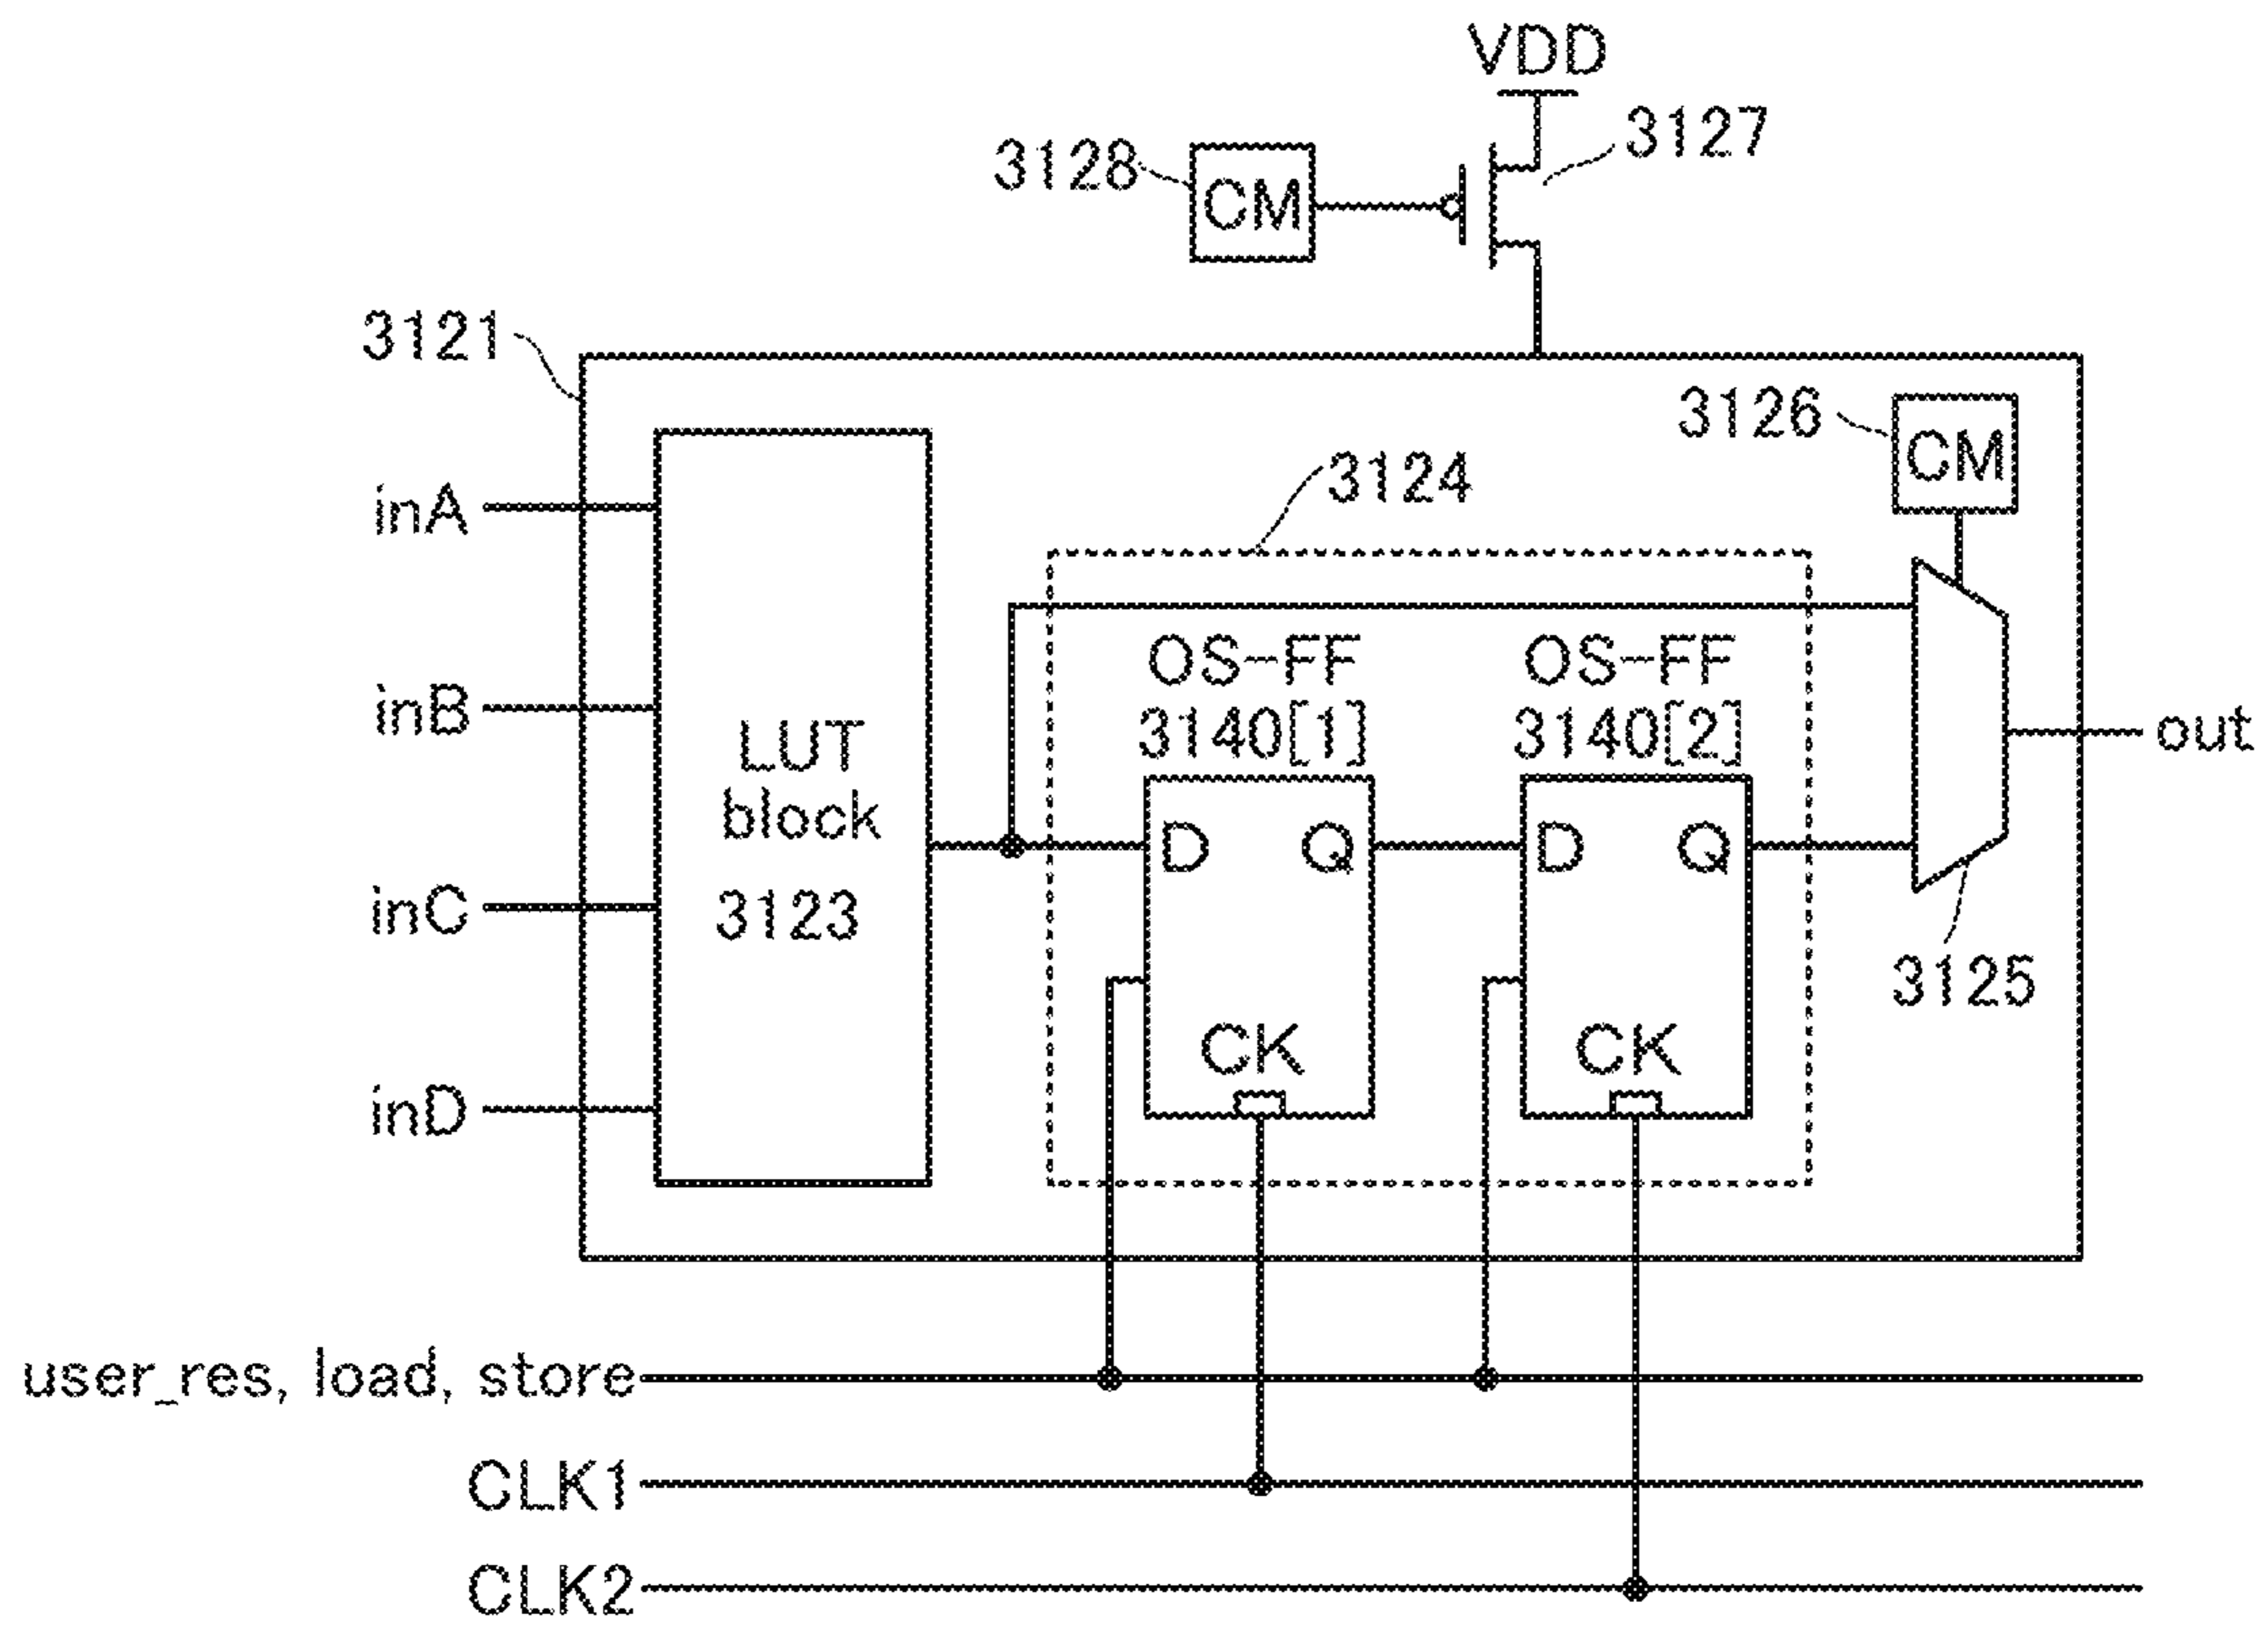 VDD
3127
3128
CM
3121
3126
CM
3124
inA
OS-FF
3140[1]
OS-FF
3140[2]
inB
LUT
block
3123
out
D
Q
D
Q
inC
3125
CK
CK
inD
user_res, load, store
CLK1
CLK2